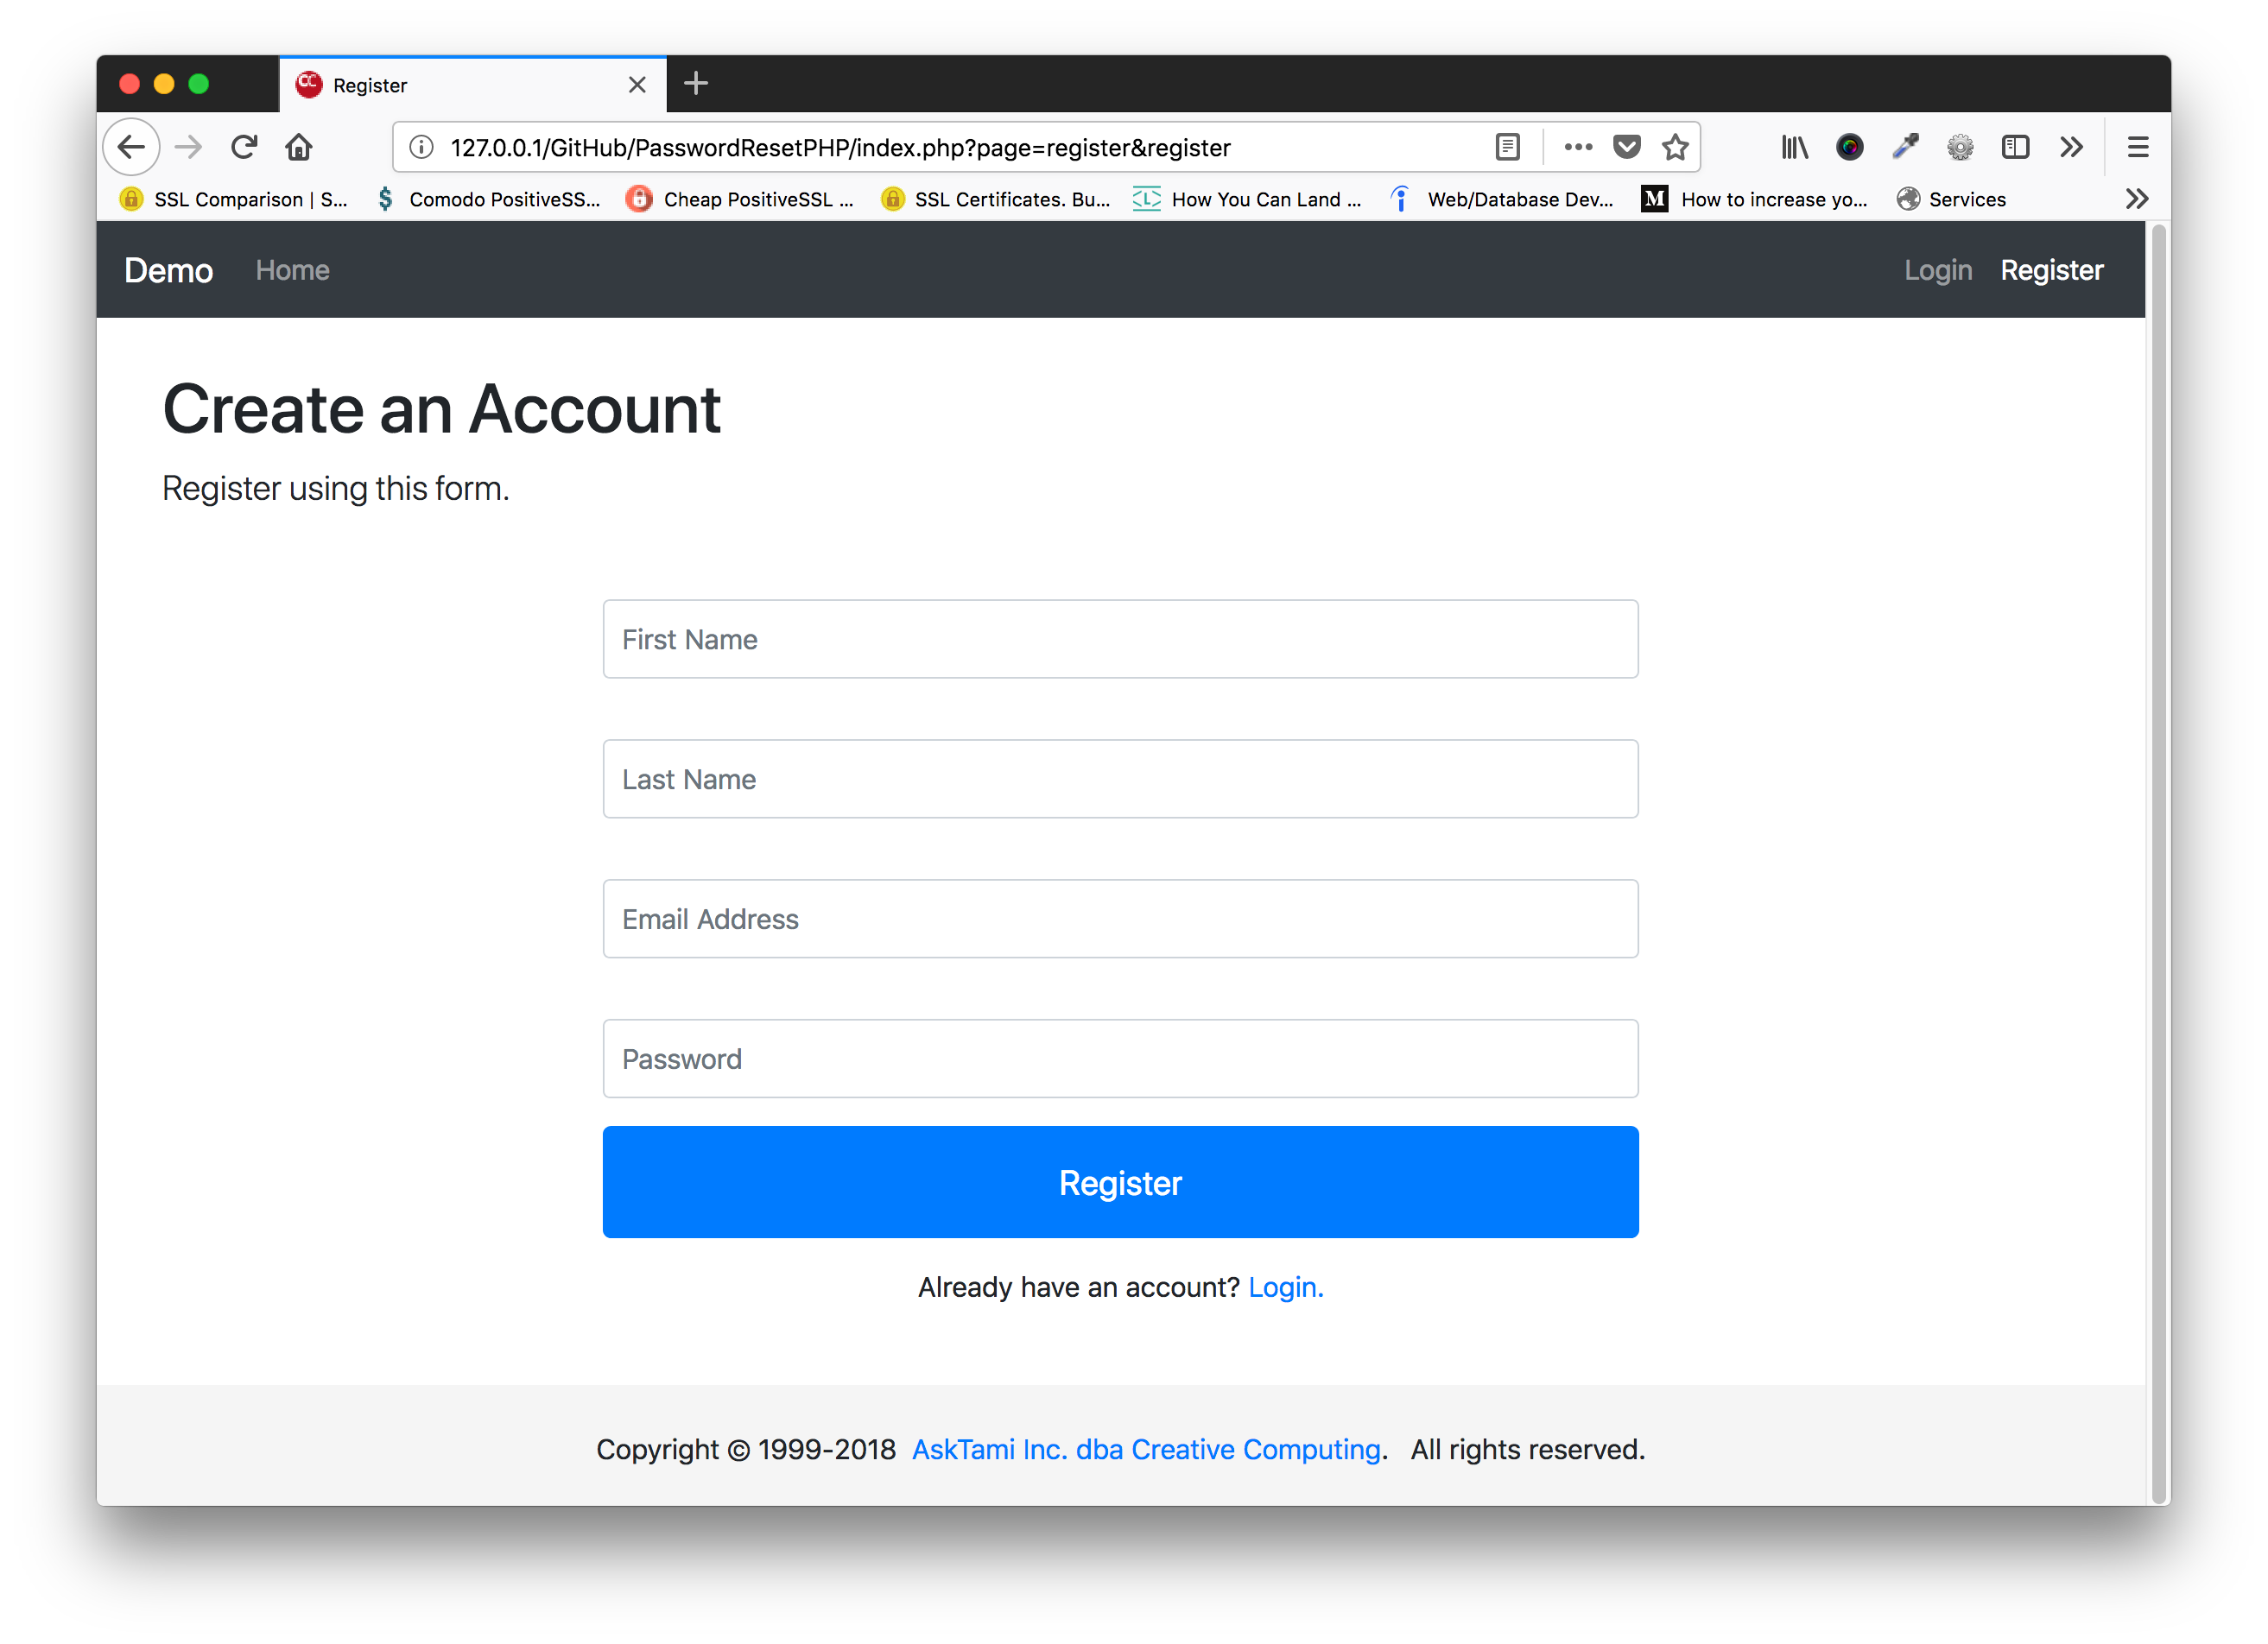 Register
127.0.0.1/GitHub/PasswordResetPHP/index.php?page=register&register
SSL Comparison | S... Comodo PositiveSS... Cheap PositiveSSL ... SSL Certificates. Bu... How You Can Land ... Web/Database Dev... M How to increase yo... Services
Demo Home Login Register
Create an Account
Register using this form.
First Name
Last Name
Email Address
Password
Register
Already have an account? Login.
Copyright © 1999-2018 AskTami Inc. dba Creative Computing. All rights reserved.